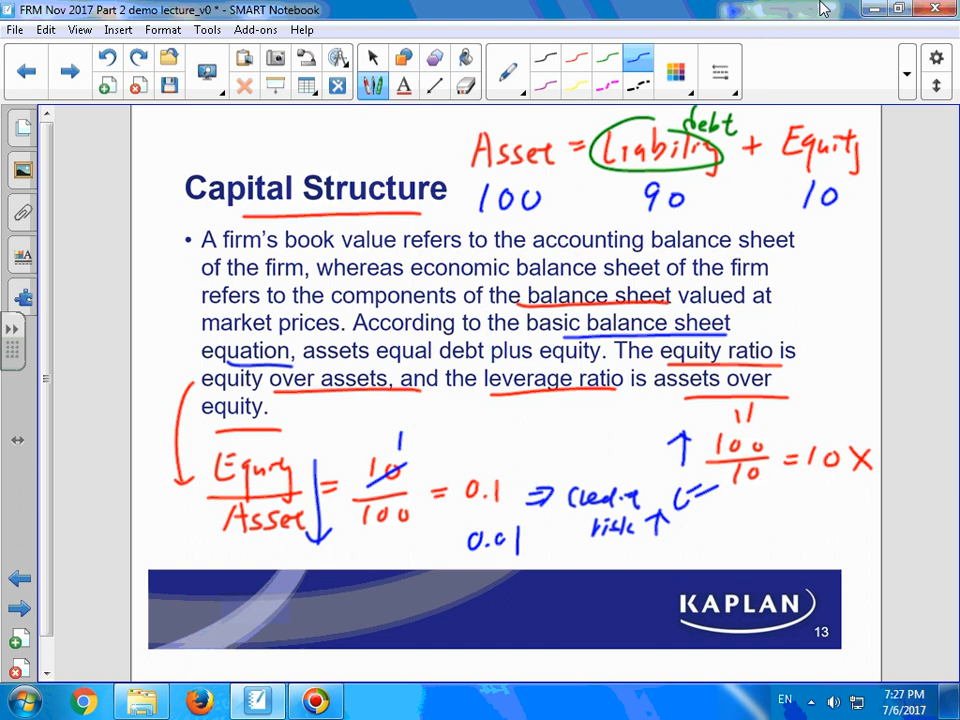 FRM Nov 2017 Part 2 demo lecture_v0 * - SMART Notebook
File Edit View Insert Format Tools Add-ons Help
debt
Asset = Liability + Equity
100 90 10
Capital Structure
• A firm's book value refers to the accounting balance sheet
of the firm, whereas economic balance sheet of the firm
refers to the components of the balance sheet valued at
market prices. According to the basic balance sheet
equation, assets equal debt plus equity. The equity ratio is
equity over assets, and the leverage ratio is assets over
equity.
1
Equity / Asset = 10 / 100 = 0.1 ⇒ Credit risk ↑
100 / 10 = 10 X
0.01
KAPLAN
13
EN
7:27 PM
7/6/2017